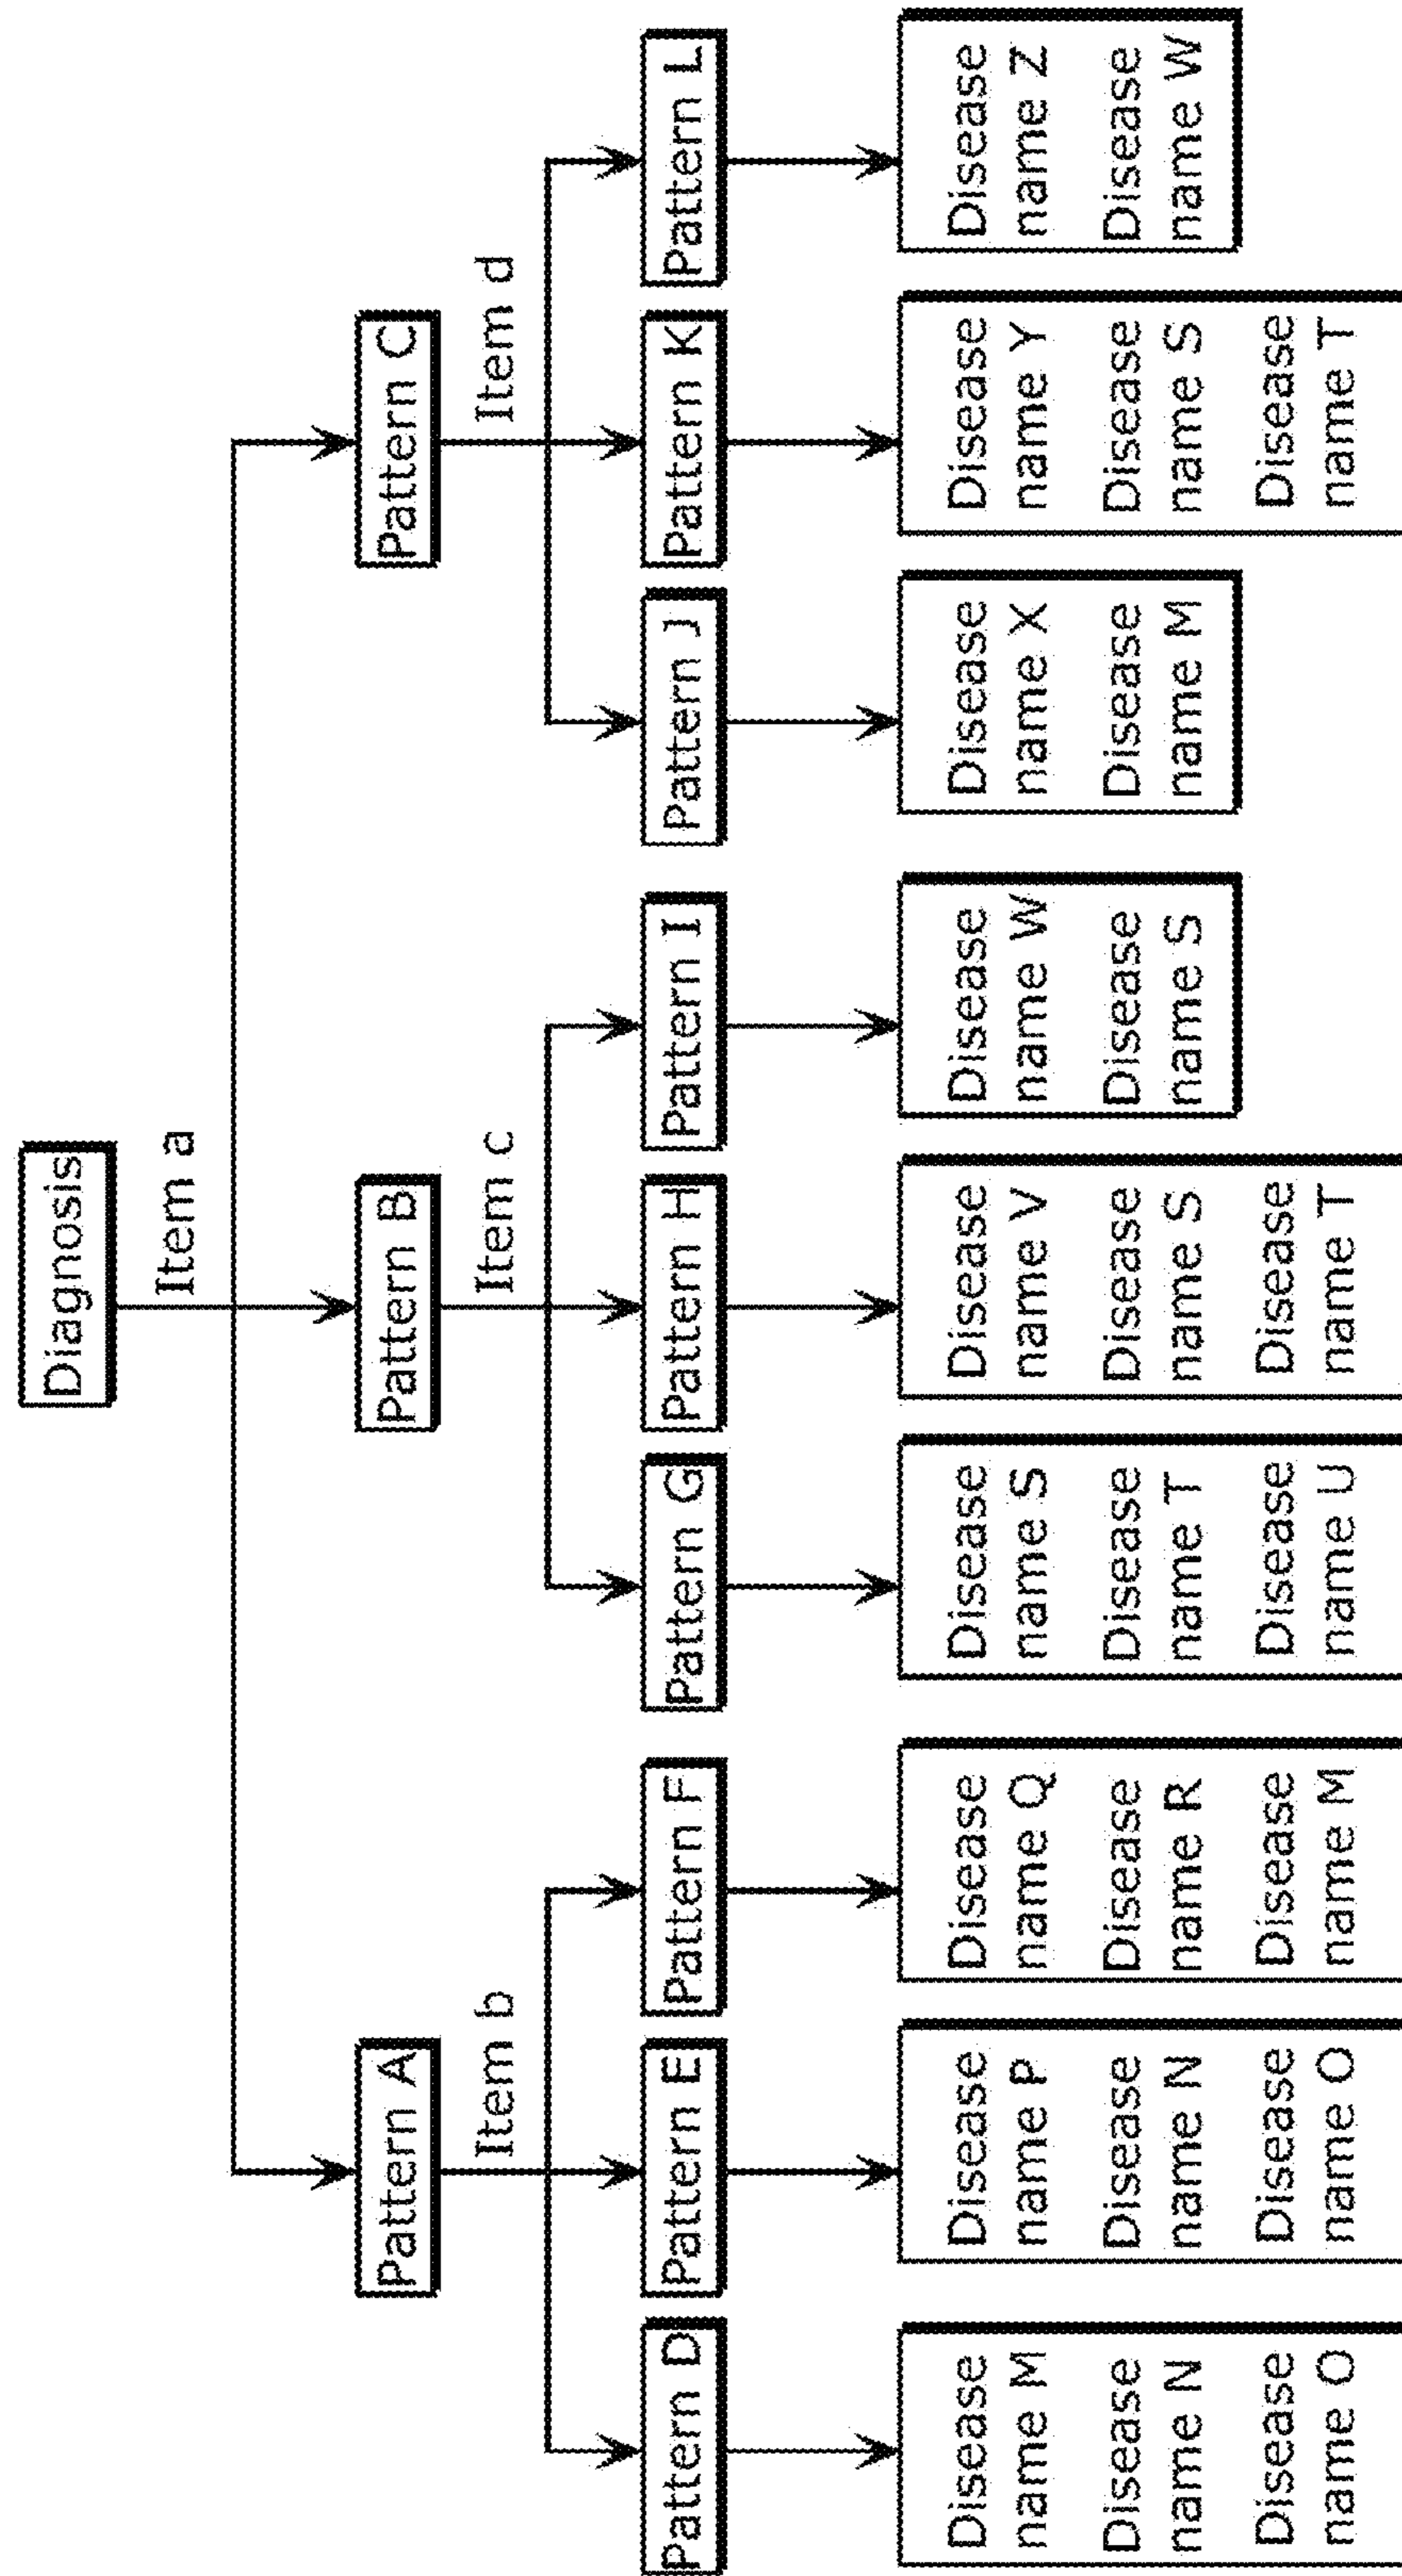 Diagnosis
Item a
Pattern A
Pattern B
Pattern C
Item b
Item c
Item d
Pattern D
Pattern E
Pattern F
Pattern G
Pattern H
Pattern I
Pattern J
Pattern K
Pattern L
Disease
name M
Disease
name N
Disease
name O
Disease
name P
Disease
name N
Disease
name O
Disease
name Q
Disease
name R
Disease
name M
Disease
name S
Disease
name T
Disease
name U
Disease
name V
Disease
name S
Disease
name T
Disease
name W
Disease
name S
Disease
name X
Disease
name M
Disease
name Y
Disease
name S
Disease
name T
Disease
name Z
Disease
name W